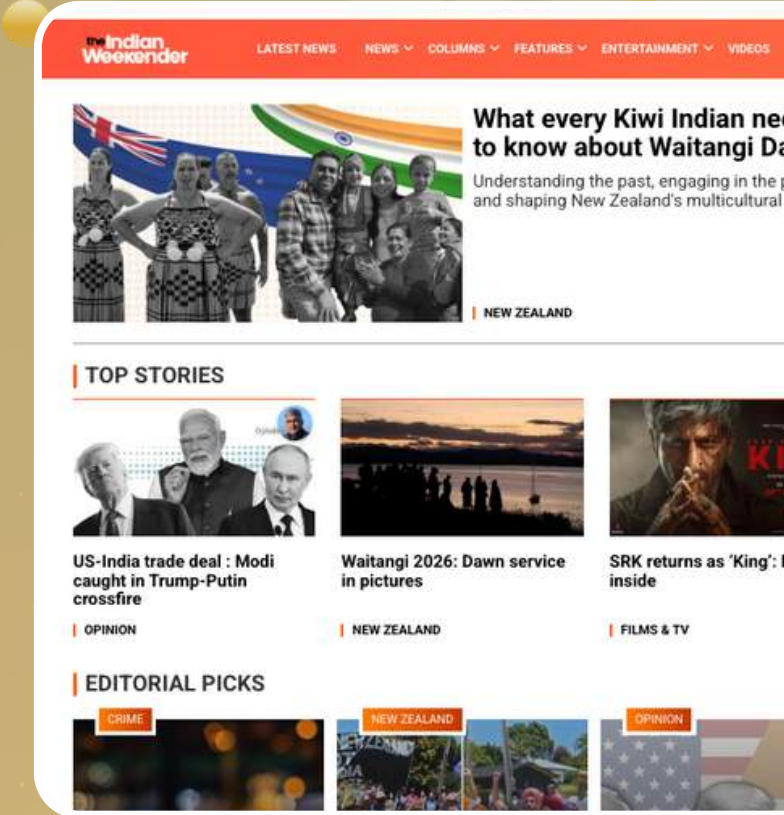 the Indian
Weekender
LATEST NEWS NEWS COLUMNS FEATURES ENTERTAINMENT VIDEOS
What every Kiwi Indian
to know about Waitangi
Understanding the past, engaging in the
and shaping New Zealand's multicultural
NEW ZEALAND
TOP STORIES
US-India trade deal : Modi
caught in Trump-Putin
crossfire
OPINION
Waitangi 2026: Dawn service
in pictures
NEW ZEALAND
SRK returns as ‘King’:
inside
FILMS & TV
EDITORIAL PICKS
CRIME
NEW ZEALAND
OPINION